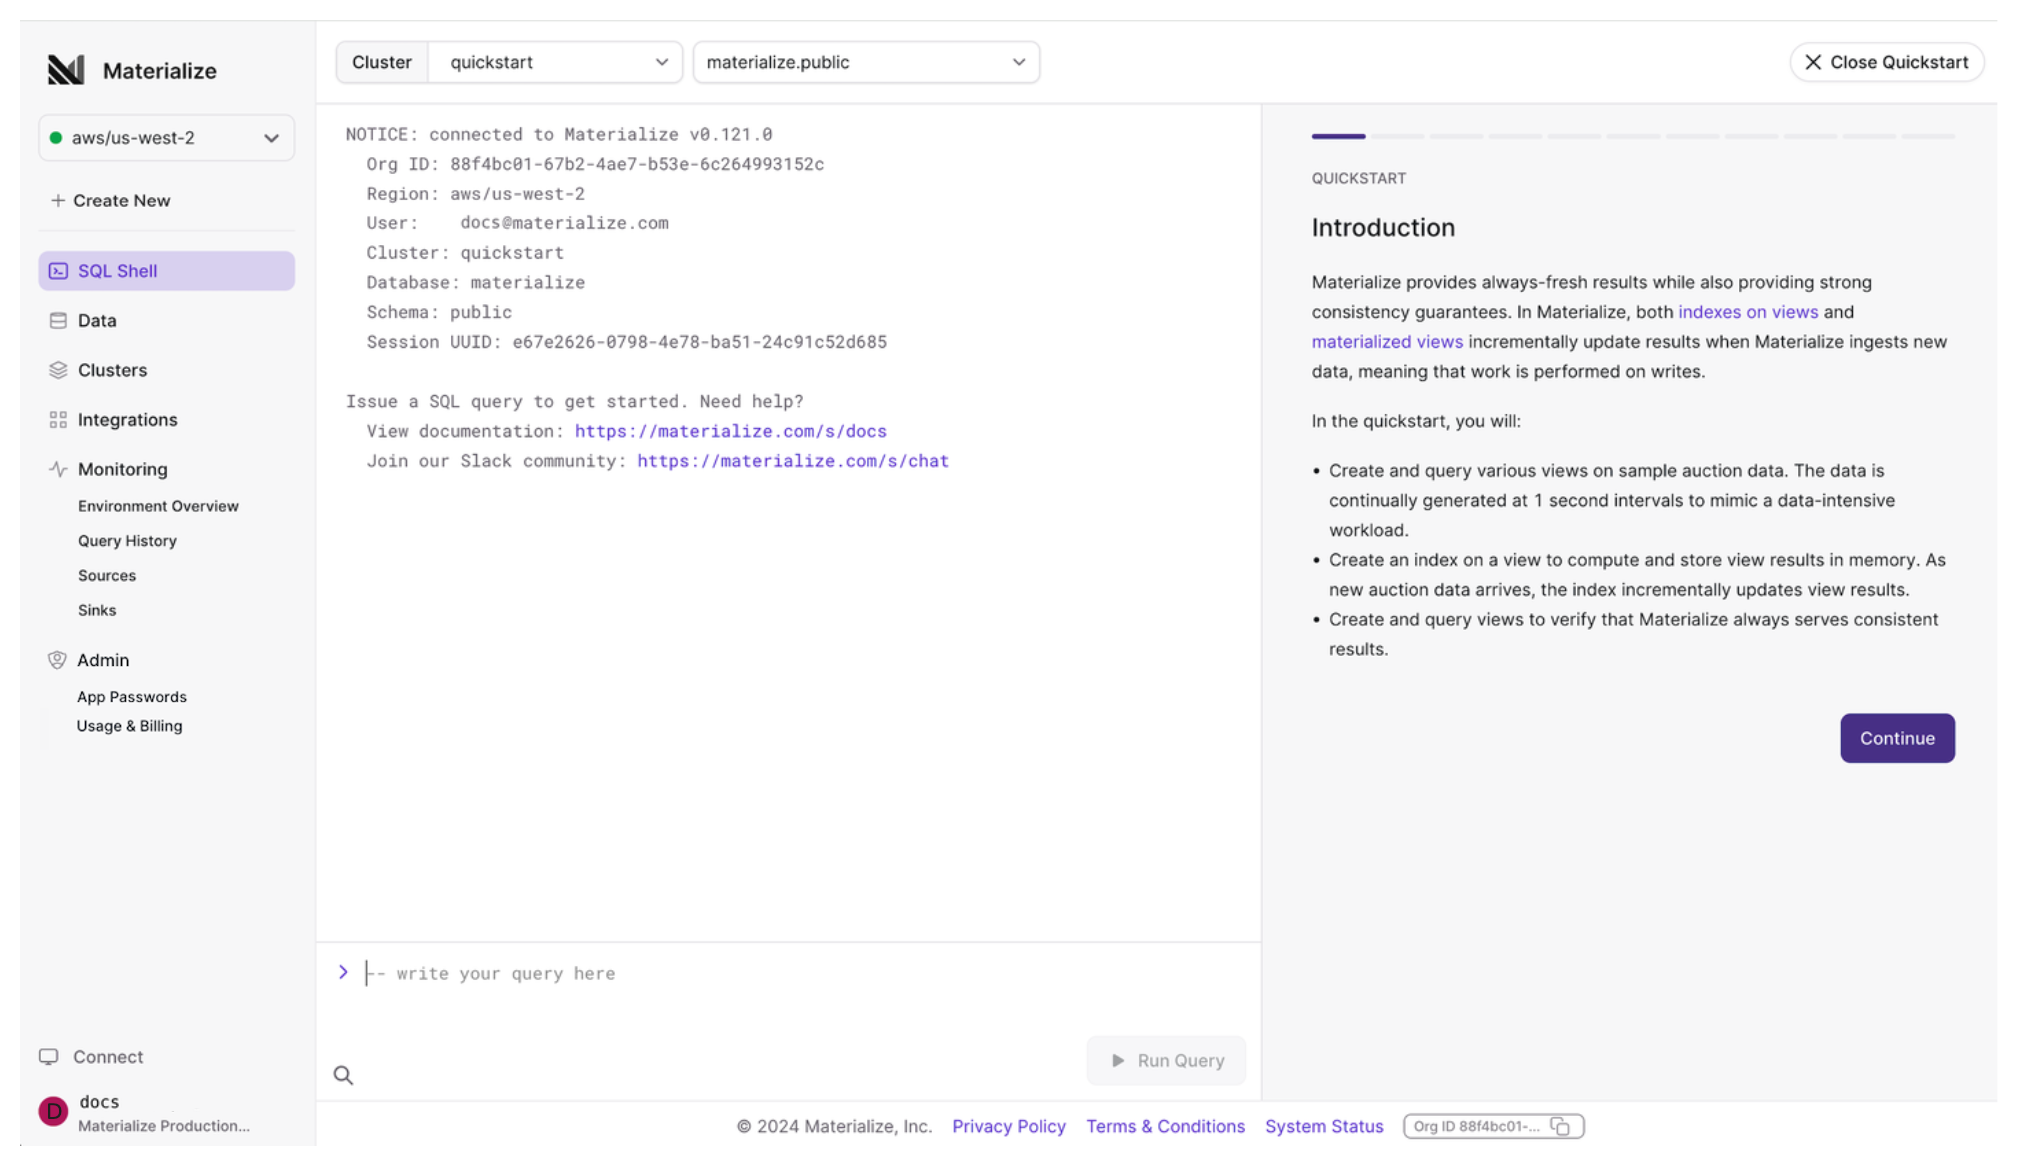 Materialize
aws/us-west-2
Create New
SQL Shell
Data
Clusters
Integrations
Monitoring
Environment Overview
Query History
Sources
Sinks
Admin
App Passwords
Usage & Billing
Connect
D
docs
Materialize Production...
Cluster quickstart
materialize.public
Close Quickstart
NOTICE: connected to Materialize v0.121.0
Org ID: 88f4bc01-67b2-4ae7-b53e-6c264993152c
Region: aws/us-west-2
User: docs@materialize.com
Cluster: quickstart
Database: materialize
Schema: public
Session UUID: e67e2626-0798-4e78-ba51-24c91c52d685
Issue a SQL query to get started. Need help?
View documentation: https://materialize.com/s/docs
Join our Slack community: https://materialize.com/s/chat
-- write your query here
Run Query
QUICKSTART
Introduction
Materialize provides always-fresh results while also providing strong
consistency guarantees. In Materialize, both indexes on views and
materialized views incrementally update results when Materialize ingests new
data, meaning that work is performed on writes.
In the quickstart, you will:
• Create and query various views on sample auction data. The data is
continually generated at 1 second intervals to mimic a data-intensive
workload.
• Create an index on a view to compute and store view results in memory. As
new auction data arrives, the index incrementally updates view results.
• Create and query views to verify that Materialize always serves consistent
results.
Continue
© 2024 Materialize, Inc. Privacy Policy Terms & Conditions System Status Org ID 88f4bc01-...